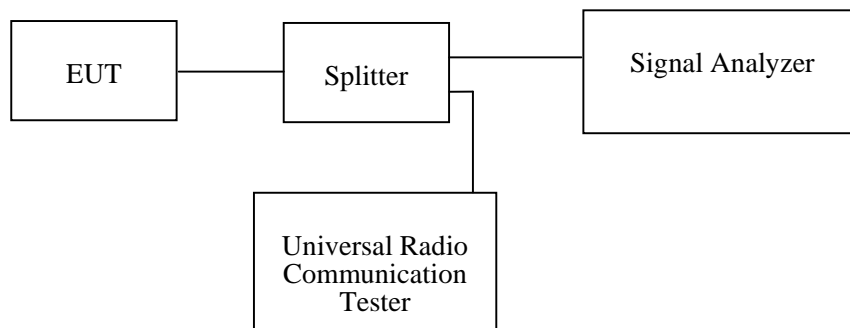 EUT
Splitter
Signal Analyzer
Universal Radio
Communication
Tester